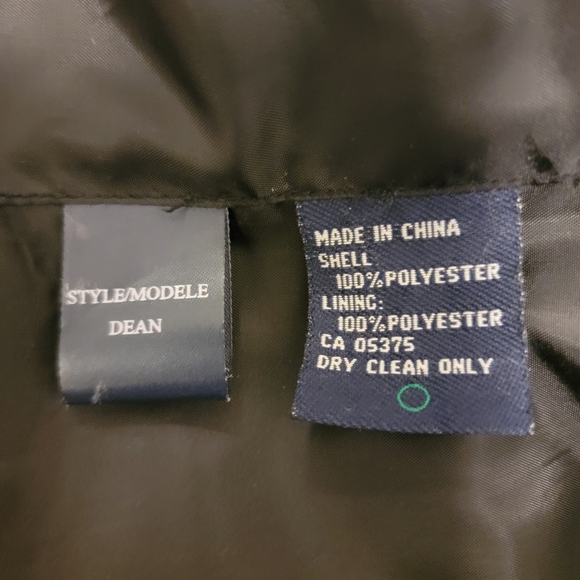 STYLE/MODELE
DEAN
MADE IN CHINA
SHELL
100% POLYESTER
LINING:
100% POLYESTER
CA 05375
DRY CLEAN ONLY